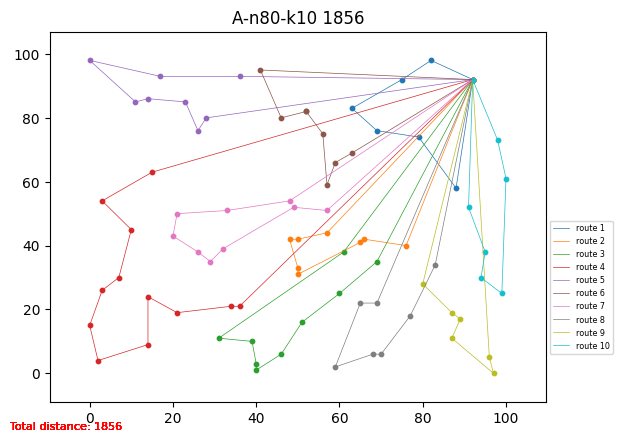 A-n80-k10 1856
100
80
60
40
20
0
0 20 40 60 80 100
route 1
route 2
route 3
route 4
route 5
route 6
route 7
route 8
route 9
route 10
Total distance: 1856